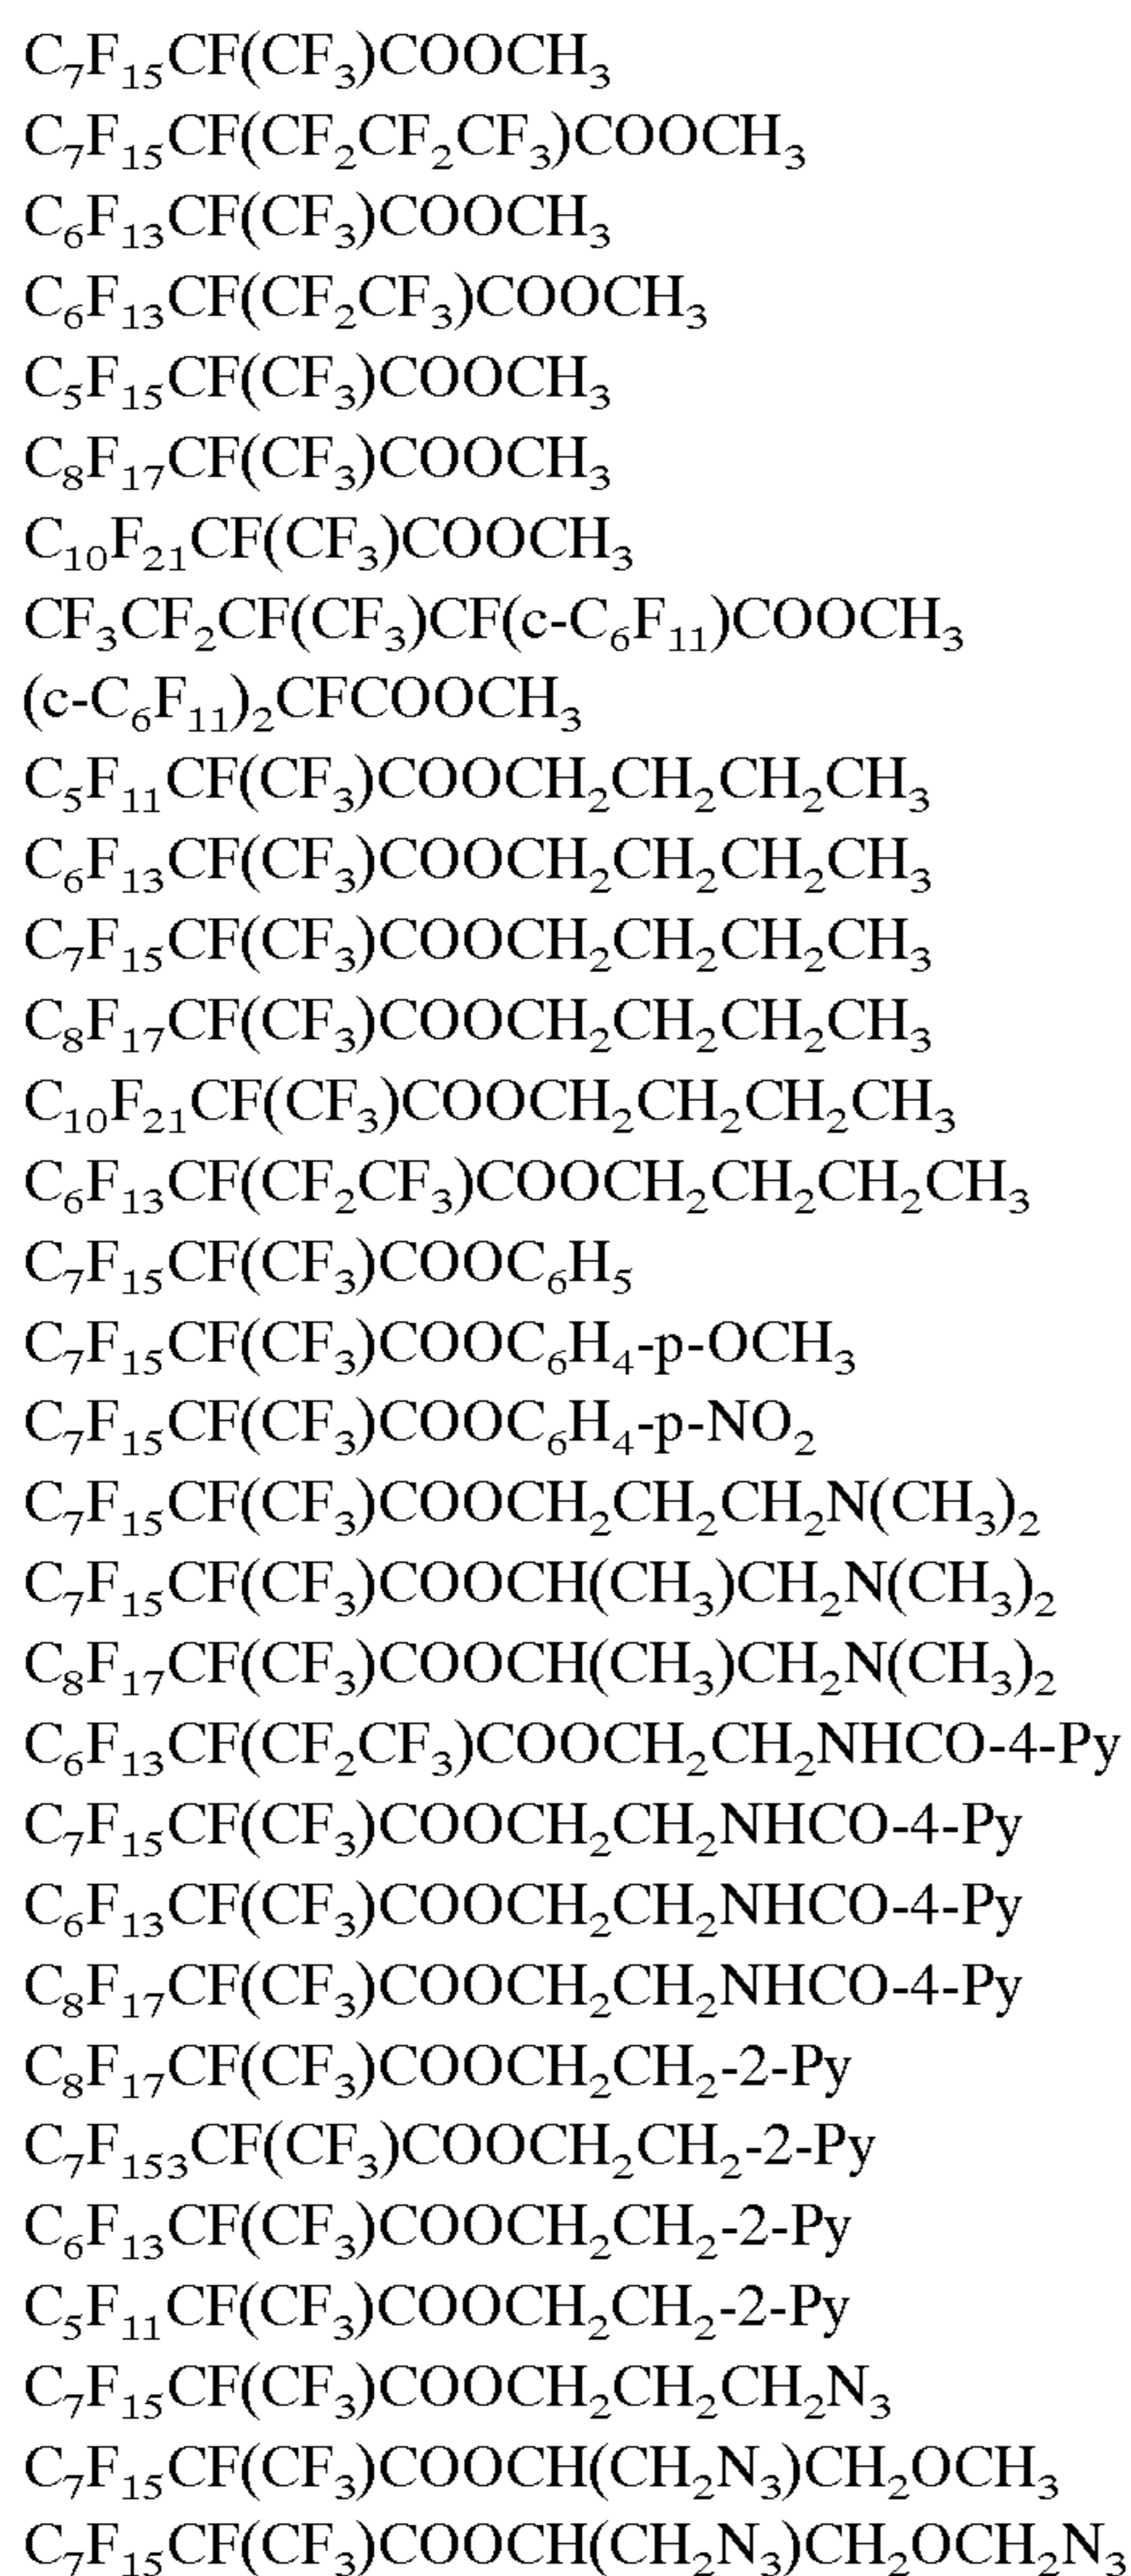 C₇F₁₅CF(CF₃)COOCH₃
C₇F₁₅CF(CF₂CF₂CF₃)COOCH₃
C₆F₁₃CF(CF₃)COOCH₃
C₆F₁₃CF(CF₂CF₃)COOCH₃
C₅F₁₅CF(CF₃)COOCH₃
C₈F₁₇CF(CF₃)COOCH₃
C₁₀F₂₁CF(CF₃)COOCH₃
CF₃CF₂CF(CF₃)CF(c-C₆F₁₁)COOCH₃
(c-C₆F₁₁)₂CFCOOCH₃
C₅F₁₁CF(CF₃)COOCH₂CH₂CH₂CH₃
C₆F₁₃CF(CF₃)COOCH₂CH₂CH₂CH₃
C₇F₁₅CF(CF₃)COOCH₂CH₂CH₂CH₃
C₈F₁₇CF(CF₃)COOCH₂CH₂CH₂CH₃
C₁₀F₂₁CF(CF₃)COOCH₂CH₂CH₂CH₃
C₆F₁₃CF(CF₂CF₃)COOCH₂CH₂CH₂CH₃
C₇F₁₅CF(CF₃)COOC₆H₅
C₇F₁₅CF(CF₃)COOC₆H₄-p-OCH₃
C₇F₁₅CF(CF₃)COOC₆H₄-p-NO₂
C₇F₁₅CF(CF₃)COOCH₂CH₂CH₂N(CH₃)₂
C₇F₁₅CF(CF₃)COOCH(CH₃)CH₂N(CH₃)₂
C₈F₁₇CF(CF₃)COOCH(CH₃)CH₂N(CH₃)₂
C₆F₁₃CF(CF₂CF₃)COOCH₂CH₂NHCO-4-Py
C₇F₁₅CF(CF₃)COOCH₂CH₂NHCO-4-Py
C₆F₁₃CF(CF₃)COOCH₂CH₂NHCO-4-Py
C₈F₁₇CF(CF₃)COOCH₂CH₂NHCO-4-Py
C₈F₁₇CF(CF₃)COOCH₂CH₂-2-Py
C₇F₁₅₃CF(CF₃)COOCH₂CH₂-2-Py
C₆F₁₃CF(CF₃)COOCH₂CH₂-2-Py
C₅F₁₁CF(CF₃)COOCH₂CH₂-2-Py
C₇F₁₅CF(CF₃)COOCH₂CH₂CH₂N₃
C₇F₁₅CF(CF₃)COOCH(CH₂N₃)CH₂OCH₃
C₇F₁₅CF(CF₃)COOCH(CH₂N₃)CH₂OCH₂N₃